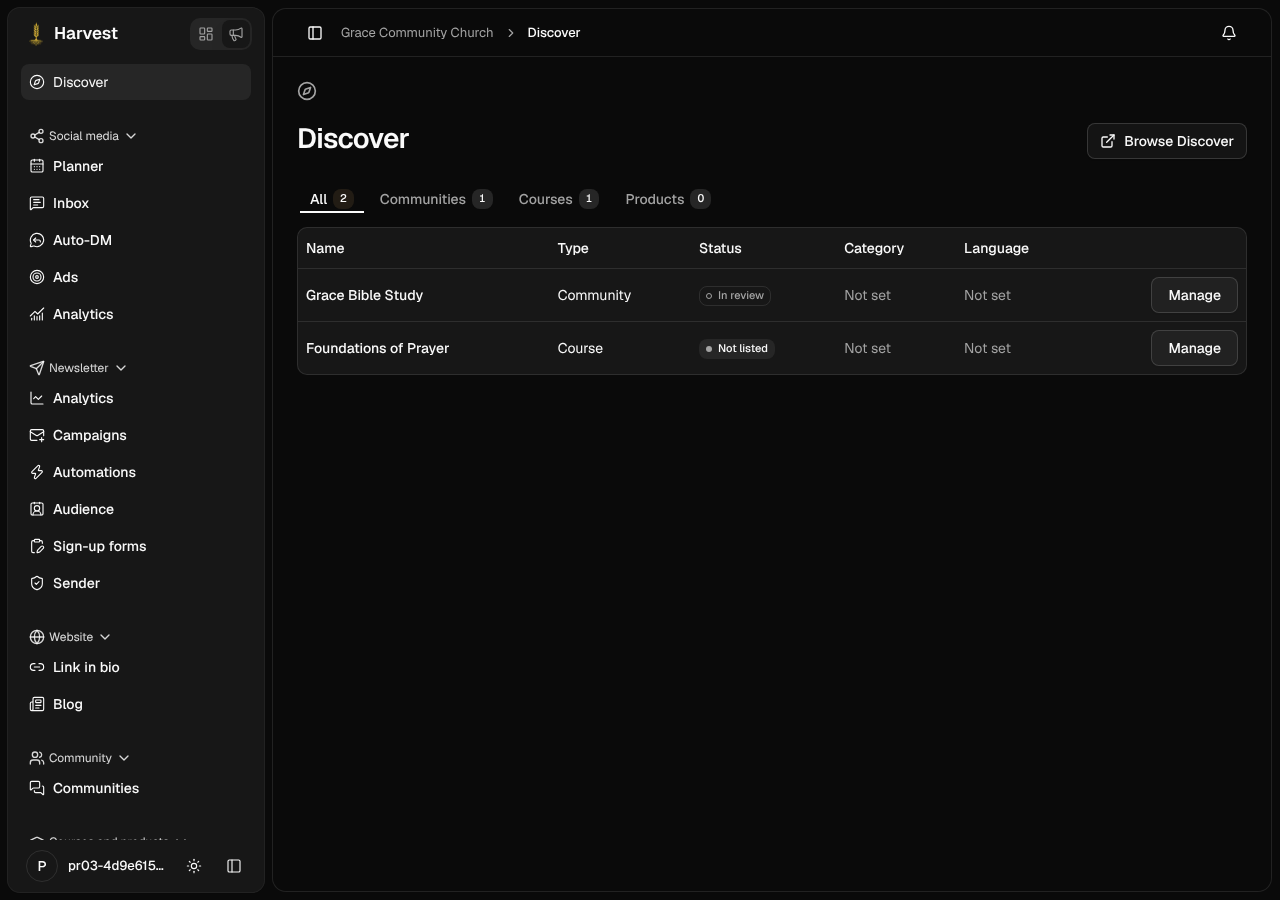 Harvest
Discover
Social media
Planner
Inbox
Auto-DM
Ads
Analytics
Newsletter
Analytics
Campaigns
Automations
Audience
Sign-up forms
Sender
Website
Link in bio
Blog
Community
Communities
P pr03-4d9e615...
Grace Community Church > Discover
Discover
Browse Discover
All 2 Communities 1 Courses 1 Products 0
Name Type Status Category Language
Grace Bible Study Community In review Not set Not set Manage
Foundations of Prayer Course Not listed Not set Not set Manage